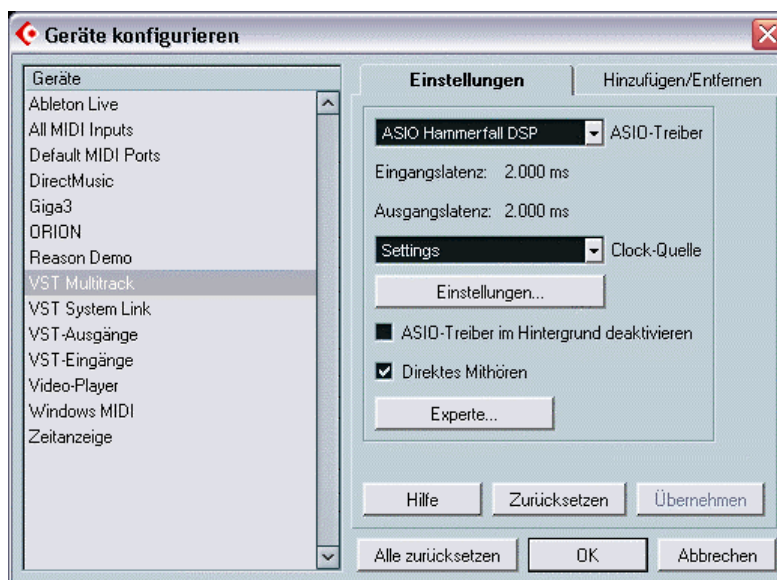 Geräte konfigurieren
Geräte
Ableton Live
All MIDI Inputs
Default MIDI Ports
DirectMusic
Giga3
ORION
Reason Demo
VST Multitrack
VST System Link
VST-Ausgänge
VST-Eingänge
Video-Player
Windows MIDI
Zeitanzeige
Einstellungen
Hinzufügen/Entfernen
ASIO Hammerfall DSP ASIO-Treiber
Eingangslatenz: 2.000 ms
Ausgangslatenz: 2.000 ms
Settings Clock-Quelle
Einstellungen...
ASIO-Treiber im Hintergrund deaktivieren
Direktes Mithören
Experte...
Hilfe Zurücksetzen Übernehmen
Alle zurücksetzen OK Abbrechen